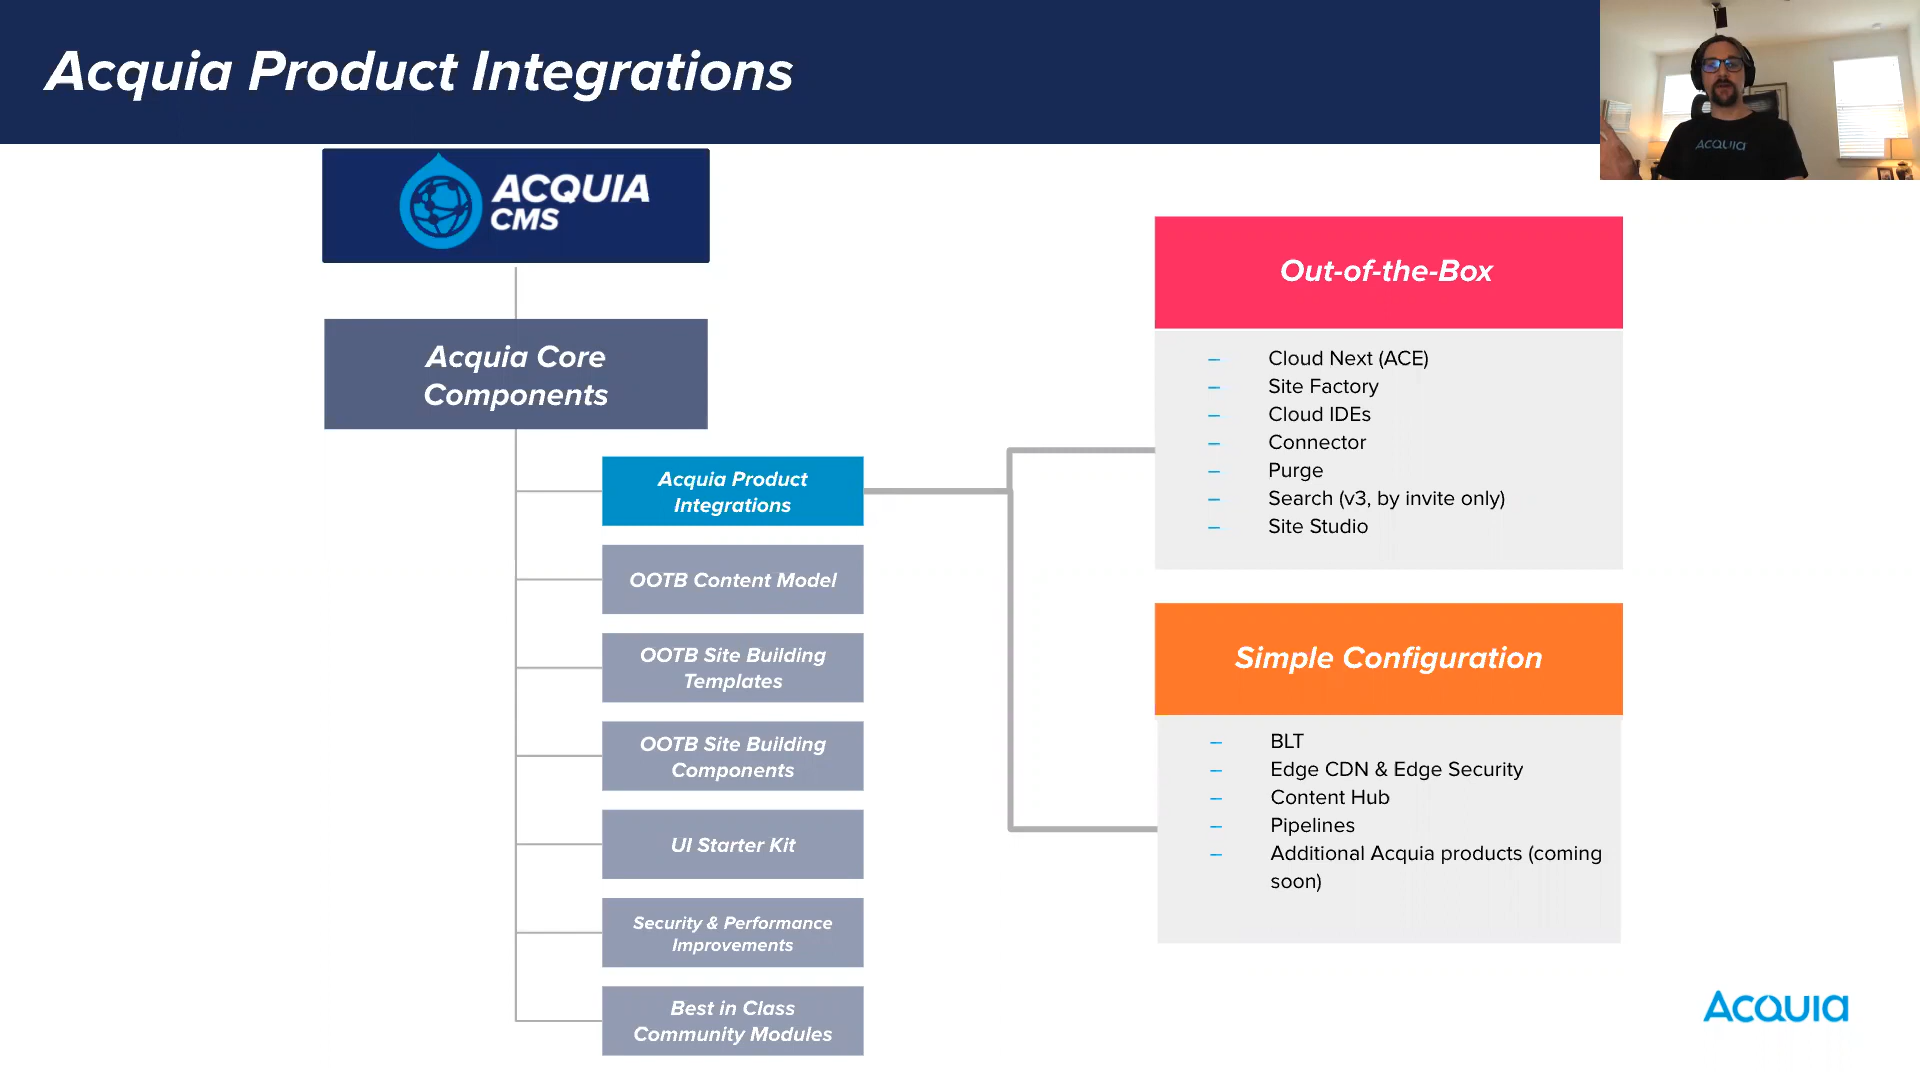 Acquia Product Integrations
ACQUIA
ACQUIA
CMS
Acquia Core
Components
Acquia Product
Integrations
OOTB Content Model
OOTB Site Building
Templates
OOTB Site Building
Components
UI Starter Kit
Security & Performance
Improvements
Best in Class
Community Modules
Out-of-the-Box
– Cloud Next (ACE)
– Site Factory
– Cloud IDEs
– Connector
– Purge
– Search (v3, by invite only)
– Site Studio
Simple Configuration
– BLT
– Edge CDN & Edge Security
– Content Hub
– Pipelines
– Additional Acquia products (coming
soon)
ACQUIA